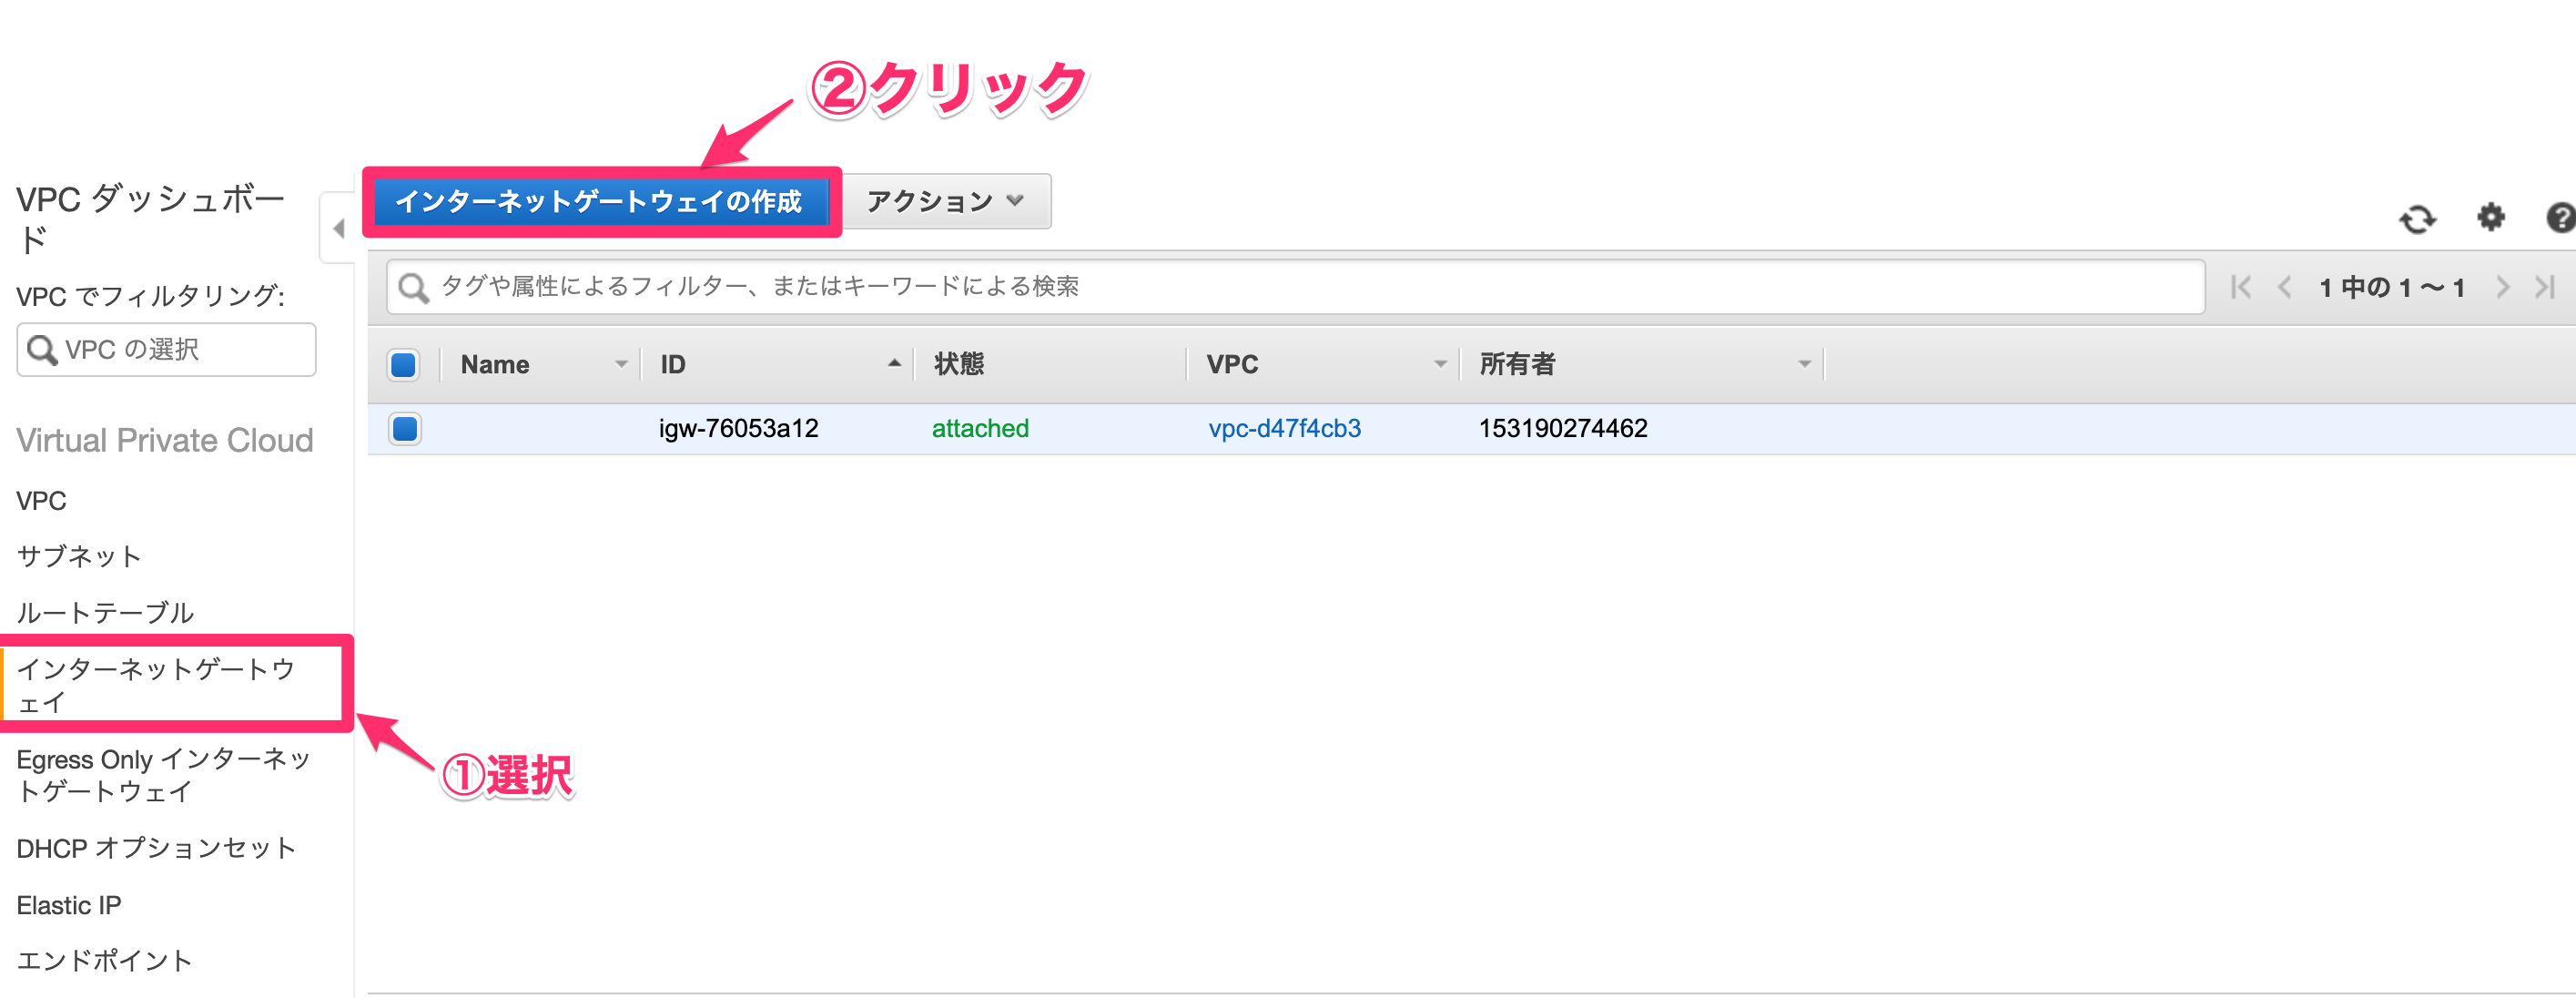 ②クリック
VPC ダッシュボー
ド
インターネットゲートウェイの作成
アクション
VPC でフィルタリング:
VPC の選択
タグや属性によるフィルター、またはキーワードによる検索
1 中の 1 ～ 1
Name ID 状態 VPC 所有者
igw-76053a12 attached vpc-d47f4cb3 153190274462
Virtual Private Cloud
VPC
サブネット
ルートテーブル
インターネットゲートウ
ェイ
①選択
Egress Only インターネッ
トゲートウェイ
DHCP オプションセット
Elastic IP
エンドポイント